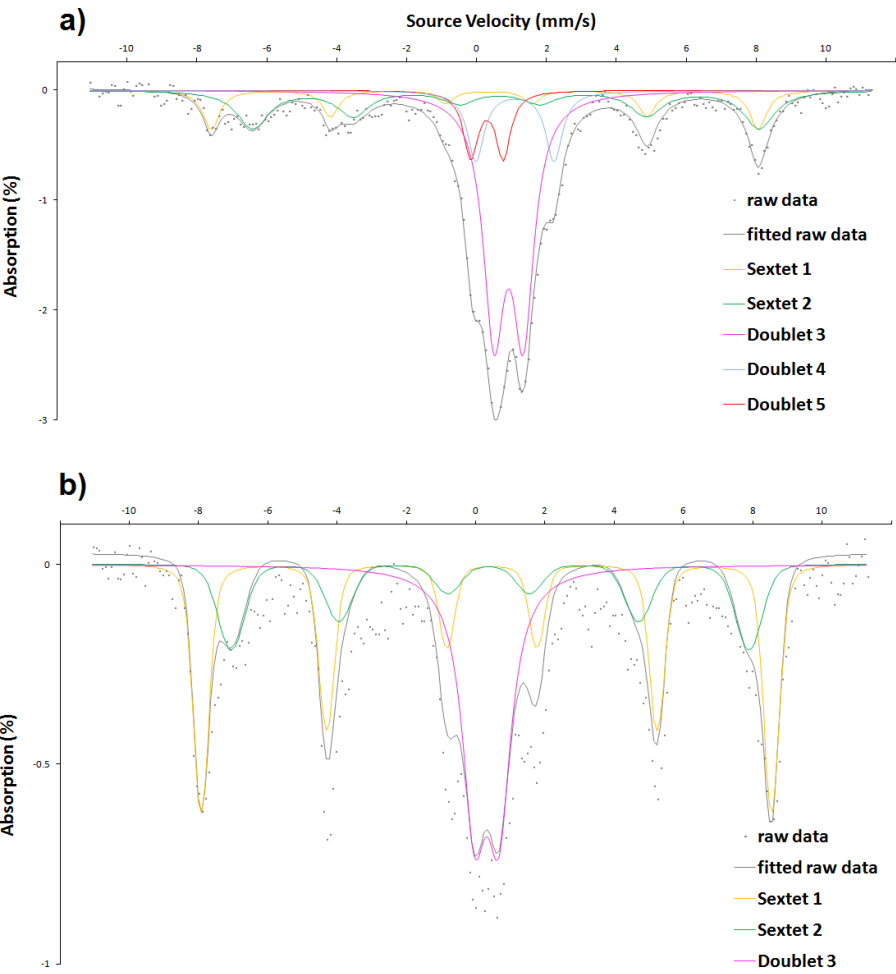 a)
Source Velocity (mm/s)
-10 -8 -6 -4 -2 0 2 4 6 8 10
0
-1
-2
-3
Absorption (%)
raw data
fitted raw data
Sextet 1
Sextet 2
Doublet 3
Doublet 4
Doublet 5
b)
-10 -8 -6 -4 -2 0 2 4 6 8 10
0
-0.5
-1
Absorption (%)
raw data
fitted raw data
Sextet 1
Sextet 2
Doublet 3